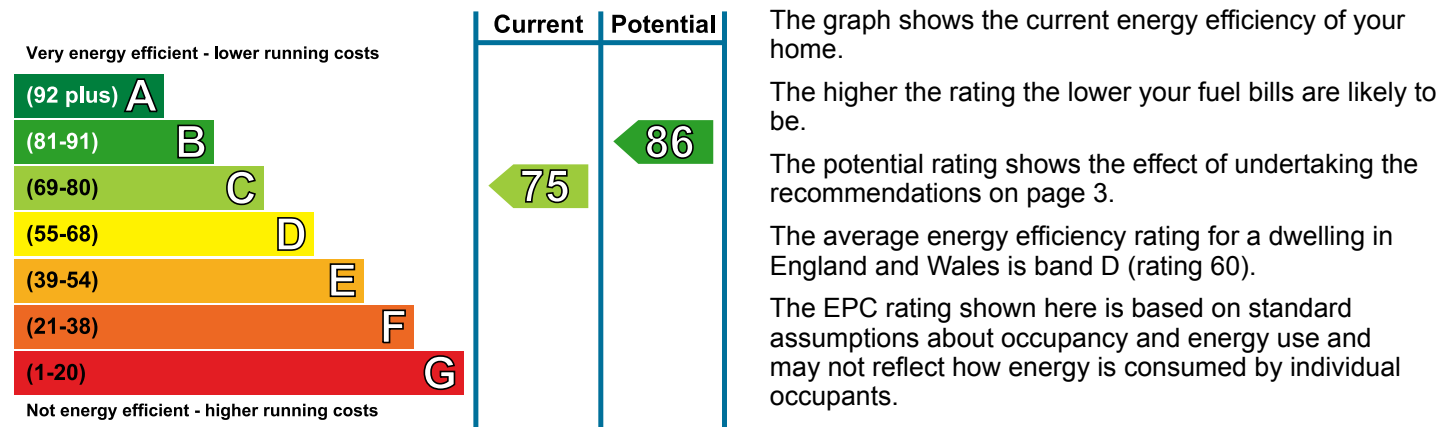 Current Potential
Very energy efficient - lower running costs
(92 plus) A
(81-91) B
86
(69-80) C
75
(55-68) D
(39-54) E
(21-38) F
(1-20) G
Not energy efficient - higher running costs
The graph shows the current energy efficiency of your
home.
The higher the rating the lower your fuel bills are likely to
be.
The potential rating shows the effect of undertaking the
recommendations on page 3.
The average energy efficiency rating for a dwelling in
England and Wales is band D (rating 60).
The EPC rating shown here is based on standard
assumptions about occupancy and energy use and
may not reflect how energy is consumed by individual
occupants.